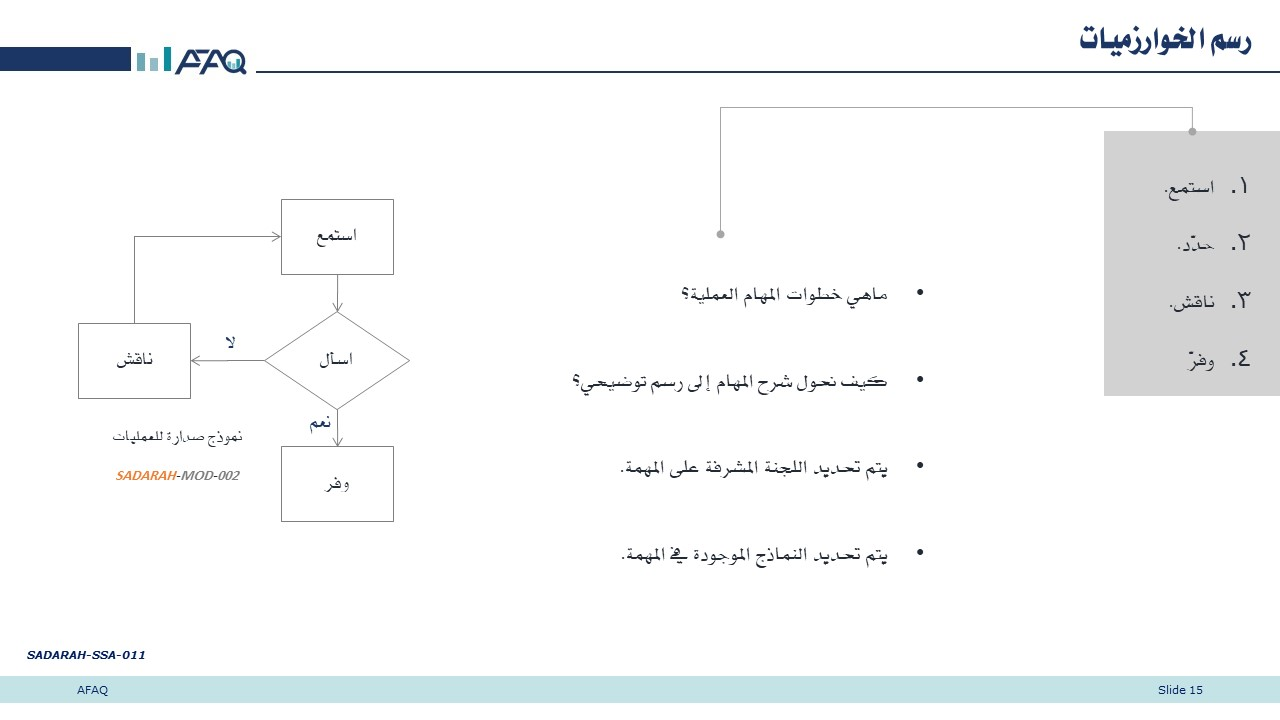 رسم الخوارزميات
AFAQ
١. استمع.
٢. حدّد.
٣. ناقش.
٤. وفرّ
• ماهي خطوات المهام العملية؟
• كيف نحول شرح المهام إلى رسم توضيحي؟
• يتم تحديد اللجنة المشرفة على المهمة.
• يتم تحديد النماذج الموجودة في المهمة.
استمع
اسأل
لا
ناقش
نعم
وفر
نموذج صدارة للعمليات
SADARAH-MOD-002
SADARAH-SSA-011
AFAQ
Slide 15